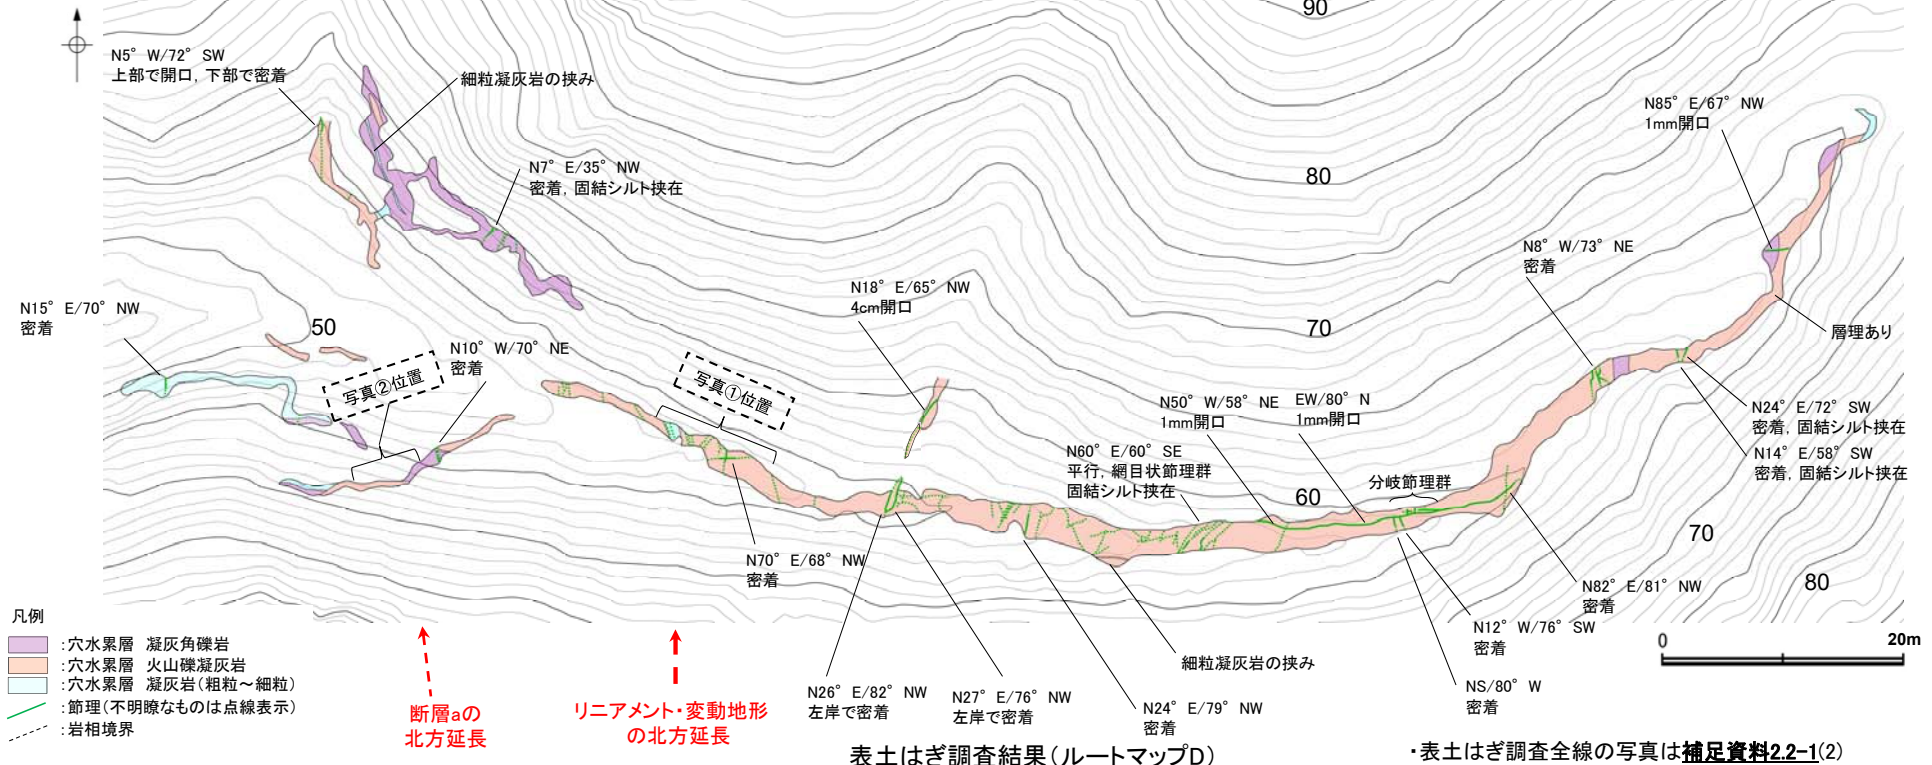 90
N5° W/72° SW
上部で開口, 下部で密着
細粒凝灰岩の挟み
N85° E/67° NW
1mm開口
N7° E/35° NW
密着, 固結シルト挟在
80
N8° W/73° NE
密着
N18° E/65° NW
4cm開口
N15° E/70° NW
密着
50
70
層理あり
N10° W/70° NE
密着
写真②位置
写真①位置
N50° W/58° NE
1mm開口
EW/80° N
1mm開口
N24° E/72° SW
密着, 固結シルト挟在
N60° E/60° SE
平行, 網目状節理群
固結シルト挟在
分岐節理群
N14° E/58° SW
密着, 固結シルト挟在
60
70
N70° E/68° NW
密着
80
N82° E/81° NW
密着
凡例
:穴水累層 凝灰角礫岩
:穴水累層 火山礫凝灰岩
:穴水累層 凝灰岩(粗粒～細粒)
:節理(不明瞭なものは点線表示)
:岩相境界
N12° W/76° SW
密着
0 20m
細粒凝灰岩の挟み
N26° E/82° NW
左岸で密着
N27° E/76° NW
左岸で密着
N24° E/79° NW
密着
NS/80° W
密着
断層aの
北方延長
リニアメント・変動地形
の北方延長
表土はぎ調査結果(ルートマップD)
・表土はぎ調査全線の写真は補足資料2.2-1(2)